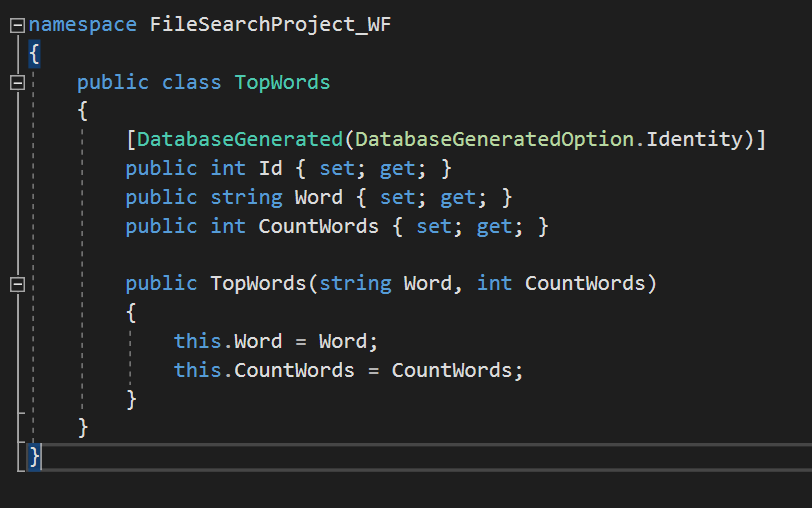 namespace FileSearchProject_WF
{
public class TopWords
{
[DatabaseGenerated(DatabaseGeneratedOption.Identity)]
public int Id { set; get; }
public string Word { set; get; }
public int CountWords { set; get; }
public TopWords(string Word, int CountWords)
{
this.Word = Word;
this.CountWords = CountWords;
}
}
}